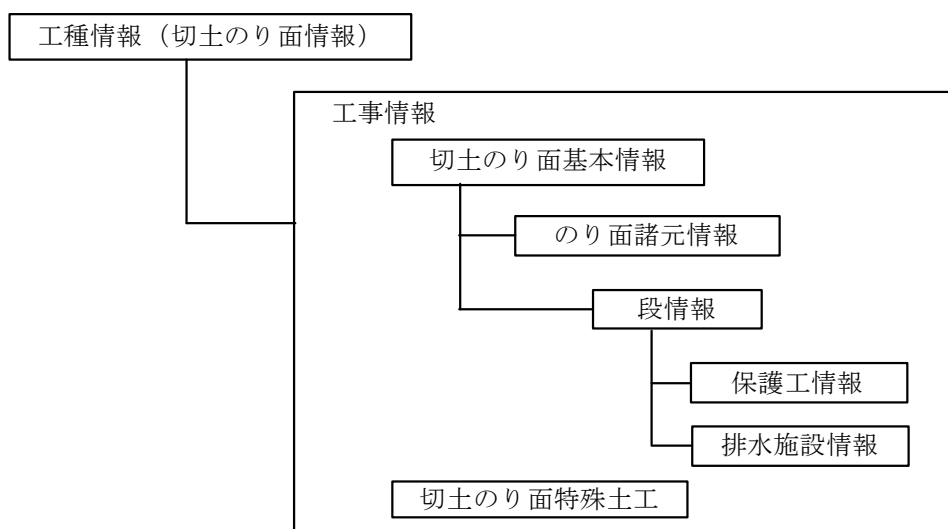 工種情報（切土のり面情報）
工事情報
切土のり面基本情報
のり面諸元情報
段情報
保護工情報
排水施設情報
切土のり面特殊土工